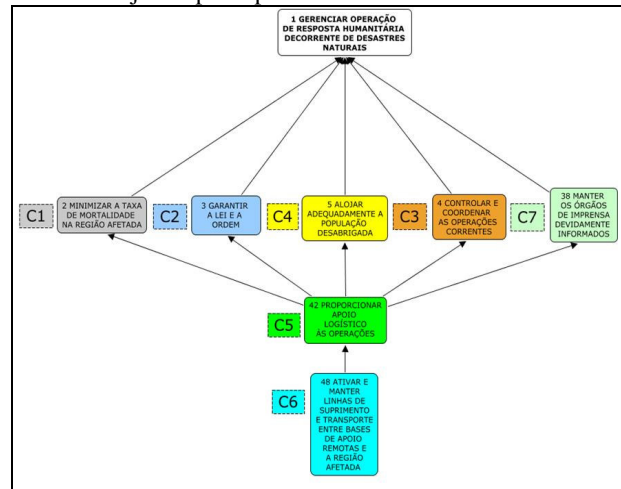 1 GERENCIAR OPERAÇÃO
DE RESPOSTA HUMANITÁRIA
DECORRENTE DE DESASTRES
NATURAIS
C1
2 MINIMIZAR A TAXA
DE MORTALIDADE
NA REGIÃO AFETADA
C2
3 GARANTIR
A LEI E A
ORDEM
C4
5 ALOJAR
ADEQUADAMENTE A
POPULAÇÃO
DESABRIGADA
C3
4 CONTROLAR E
COORDENAR
AS OPERAÇÕES
CORRENTES
C7
38 MANTER
OS ÓRGÃOS
DE IMPRENSA
DEVIDAMENTE
INFORMADOS
C5
42 PROPORCIONAR
APOIO
LOGÍSTICO
ÀS OPERAÇÕES
C6
48 ATIVAR E
MANTER
LINHAS DE
SUPRIMENTO
E TRANSPORTE
ENTRE BASES
DE APOIO
REMOTAS E
A REGIÃO
AFETADA